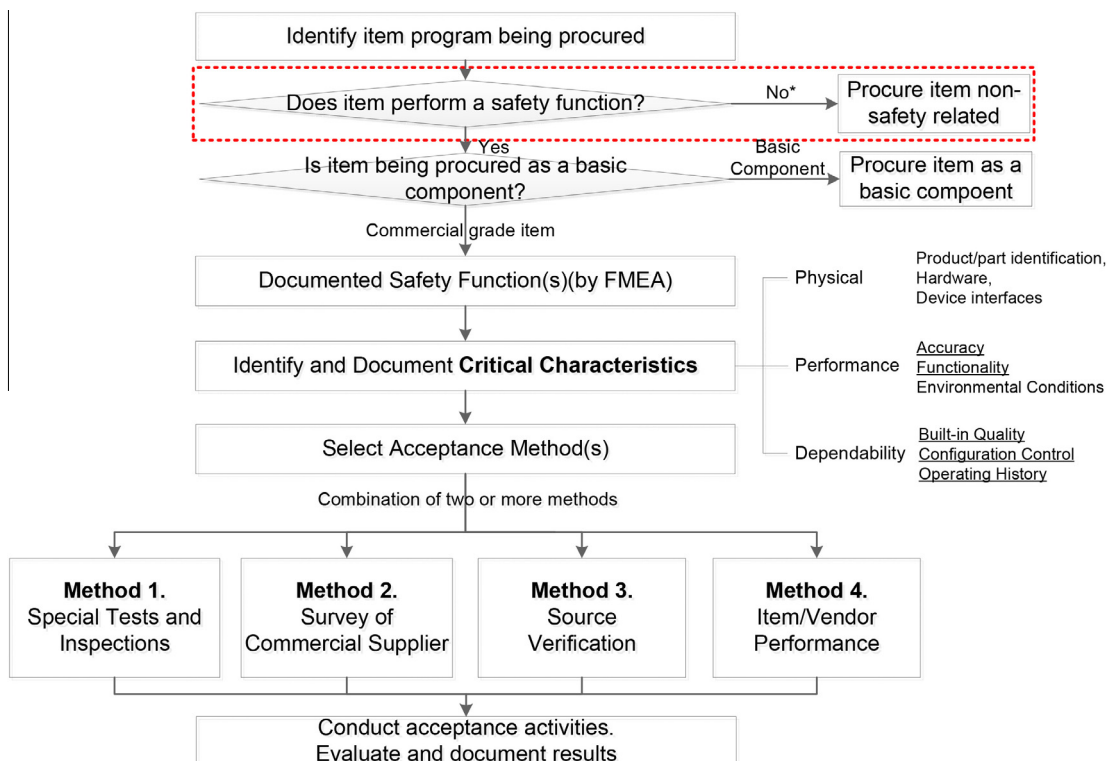 Identify item program being procured
Does item perform a safety function?
No*
Procure item non-
safety related
Yes
Is item being procured as a basic
component?
Basic
Component
Procure item as a
basic compoent
Commercial grade item
Documented Safety Function(s)(by FMEA)
Identify and Document Critical Characteristics
Physical
Product/part identification,
Hardware,
Device interfaces
Performance
Accuracy
Functionality
Environmental Conditions
Dependability
Built-in Quality
Configuration Control
Operating History
Select Acceptance Method(s)
Combination of two or more methods
Method 1.
Special Tests and
Inspections
Method 2.
Survey of
Commercial Supplier
Method 3.
Source
Verification
Method 4.
Item/Vendor
Performance
Conduct acceptance activities.
Evaluate and document results